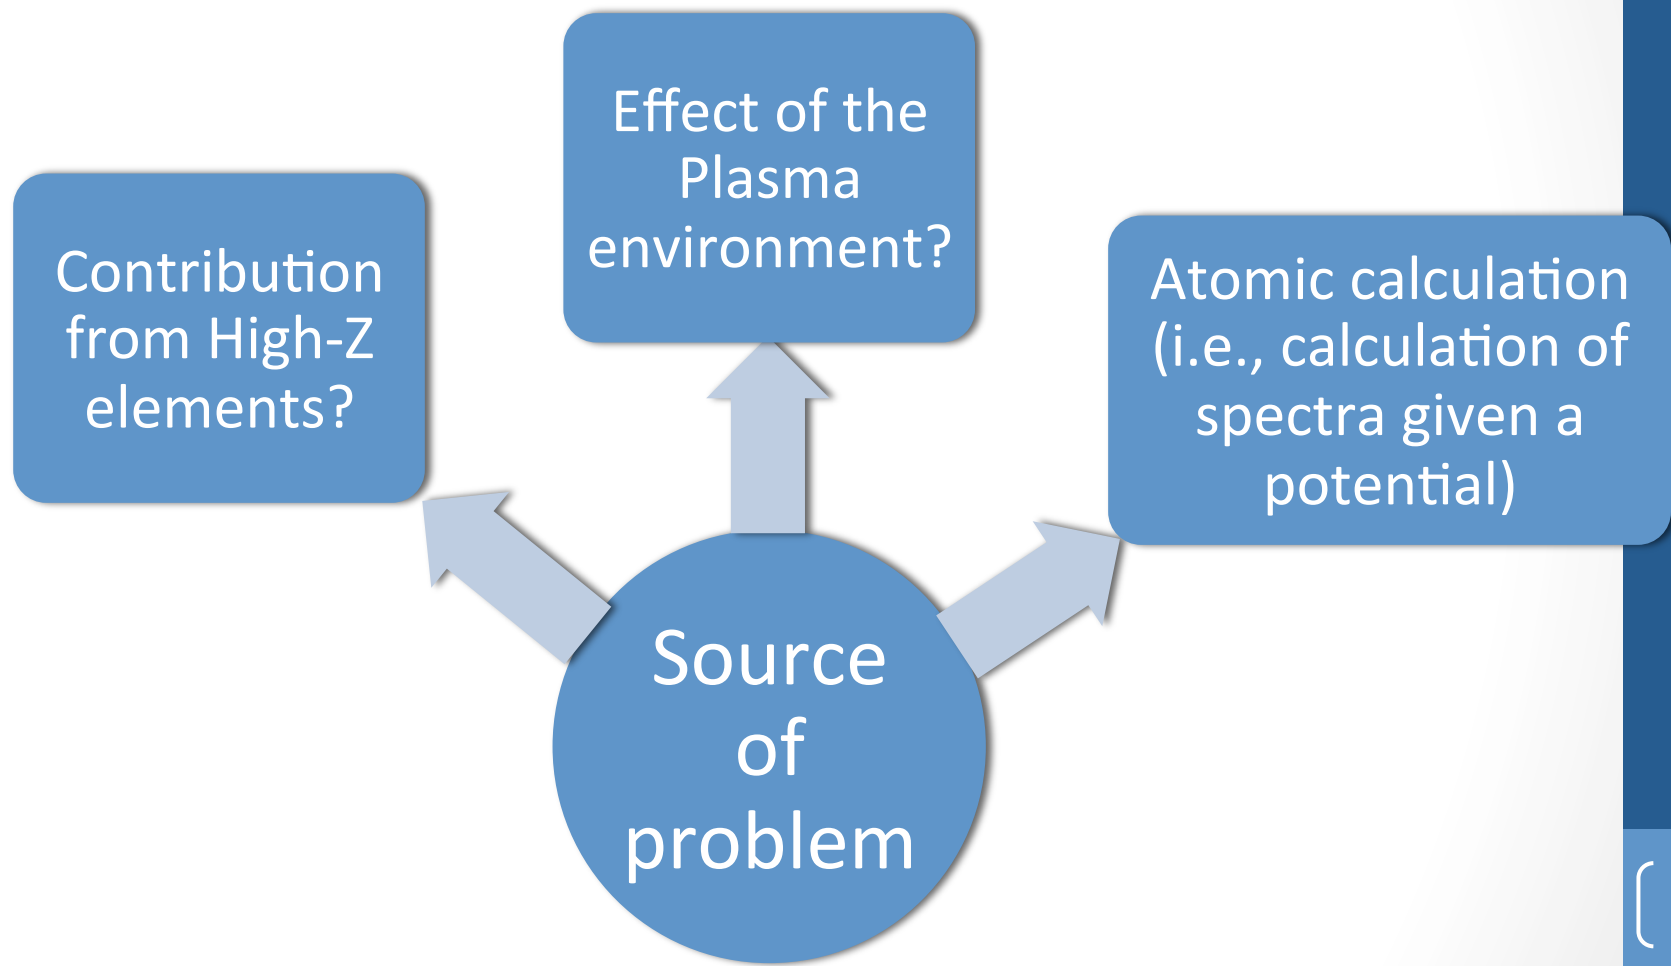 Effect of the
Plasma
environment?
Contribution
from High-Z
elements?
Atomic calculation
(i.e., calculation of
spectra given a
potential)
Source
of
problem